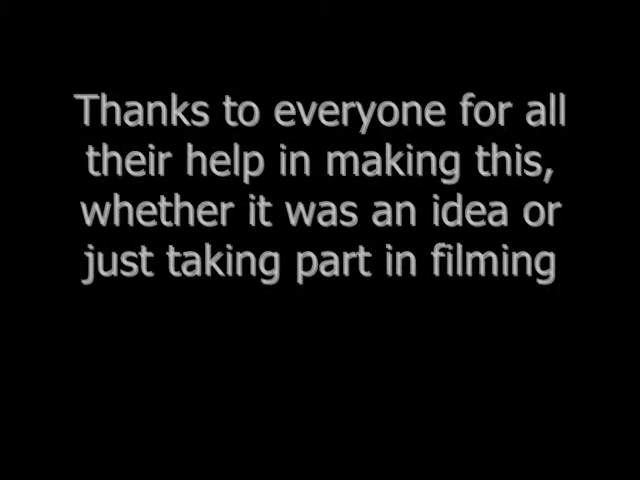 Thanks to everyone for all
their help in making this,
whether it was an idea or
just taking part in filming